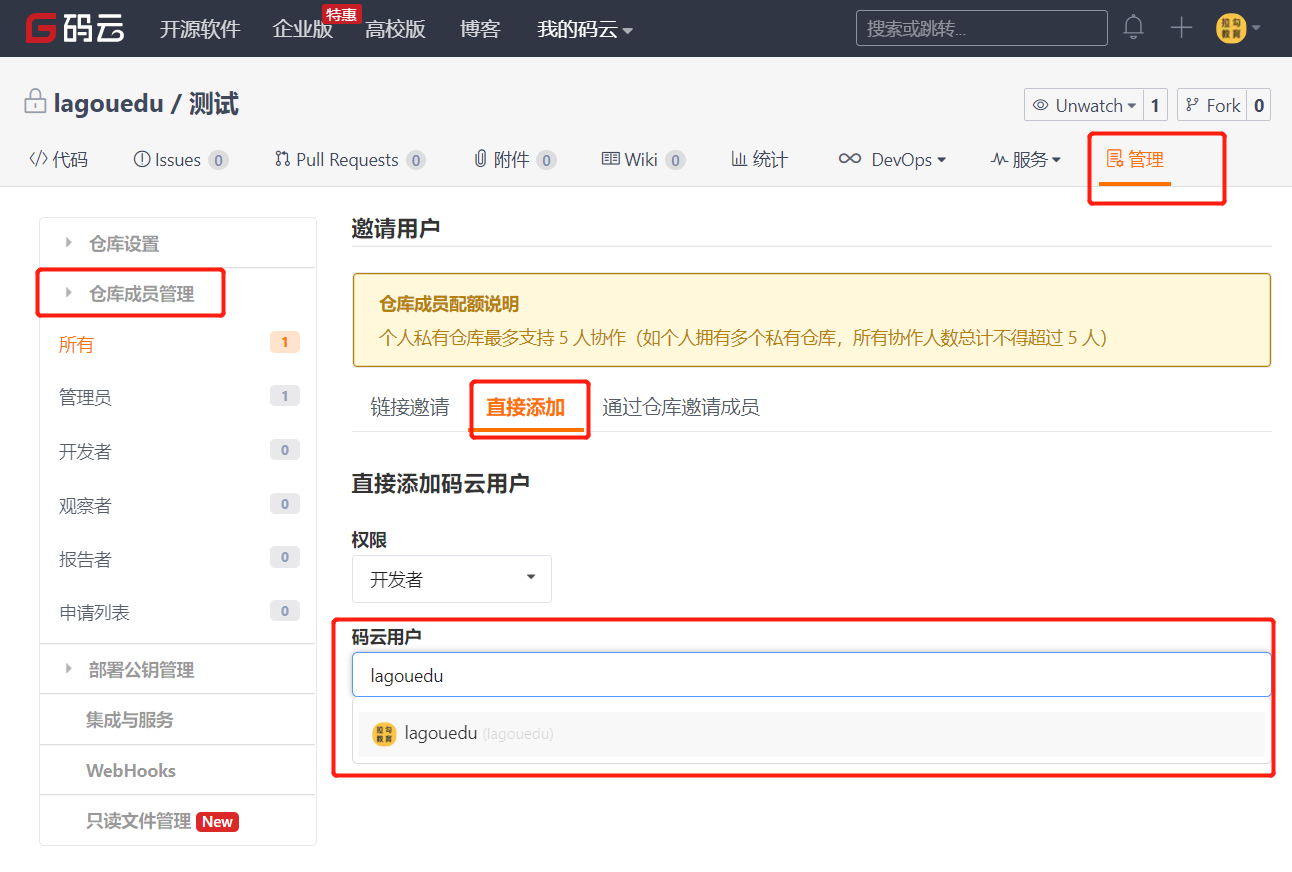 G 码云 开源软件 企业版 特惠 高校版 博客 我的码云 搜索或跳转... 拉勾教育
lagouedu / 测试 Unwatch 1 Fork 0
代码 Issues 0 Pull Requests 0 附件 0 Wiki 0 统计 DevOps 服务 管理
仓库设置
仓库成员管理
所有 1
管理员 1
开发者 0
观察者 0
报告者 0
申请列表 0
部署公钥管理
集成与服务
WebHooks
只读文件管理 New
邀请用户
仓库成员配额说明
个人私有仓库最多支持 5 人协作（如个人拥有多个私有仓库，所有协作人数总计不得超过 5 人）
链接邀请 直接添加 通过仓库邀请成员
直接添加码云用户
权限
开发者
码云用户
lagouedu
拉勾教育 lagouedu (lagouedu)